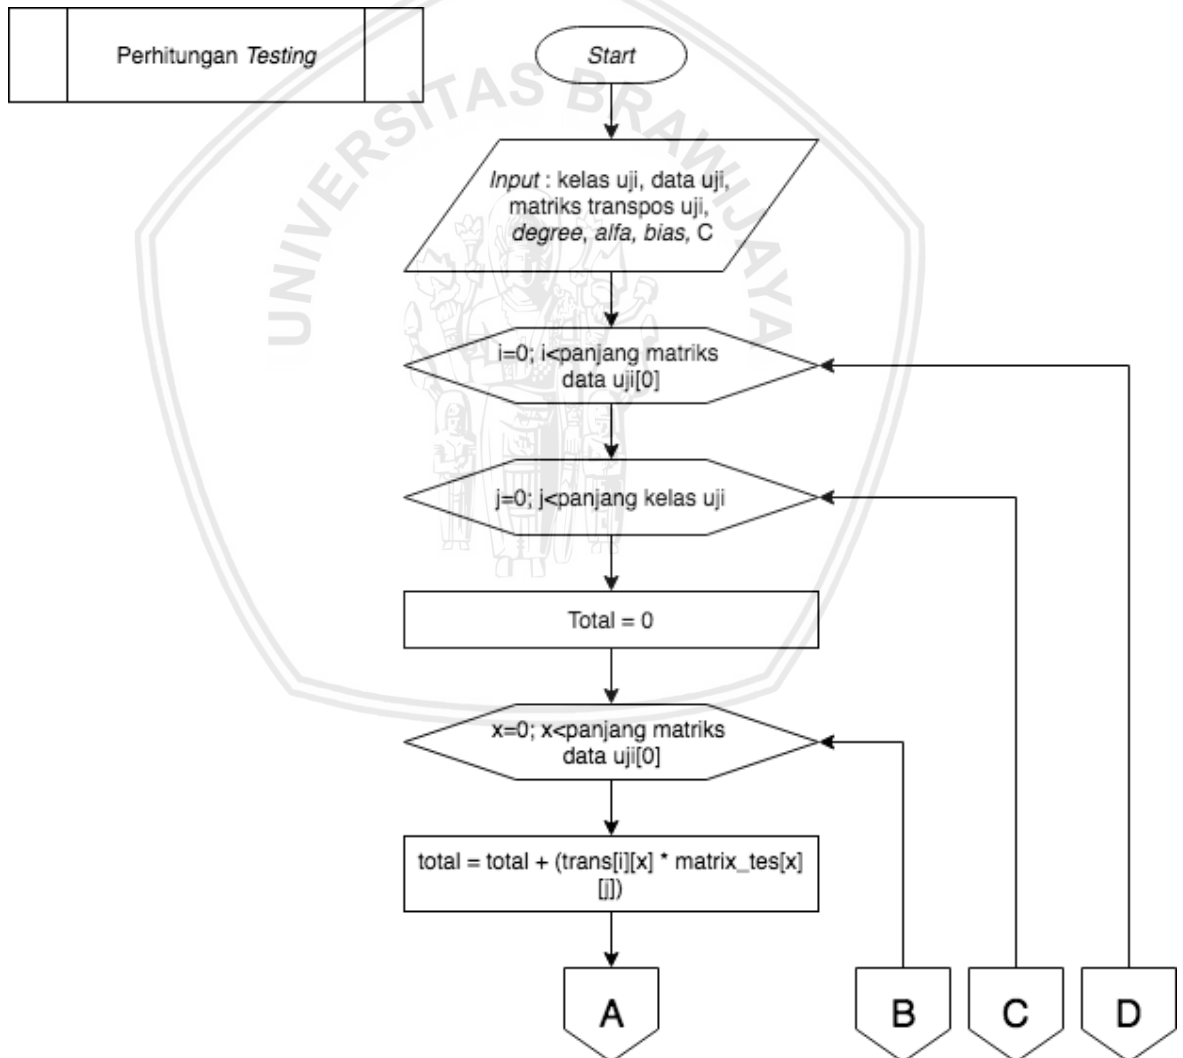 Perhitungan Testing
Start
UNIVERSITAS BRAWIJAYA
Input : kelas uji, data uji,
matriks transpos uji,
degree, alfa, bias, C
i=0; i<panjang matriks
data uji[0]
j=0; j<panjang kelas uji
Total = 0
x=0; x<panjang matriks
data uji[0]
total = total + (trans[i][x] * matrix_tes[x]
[j])
A
B
C
D